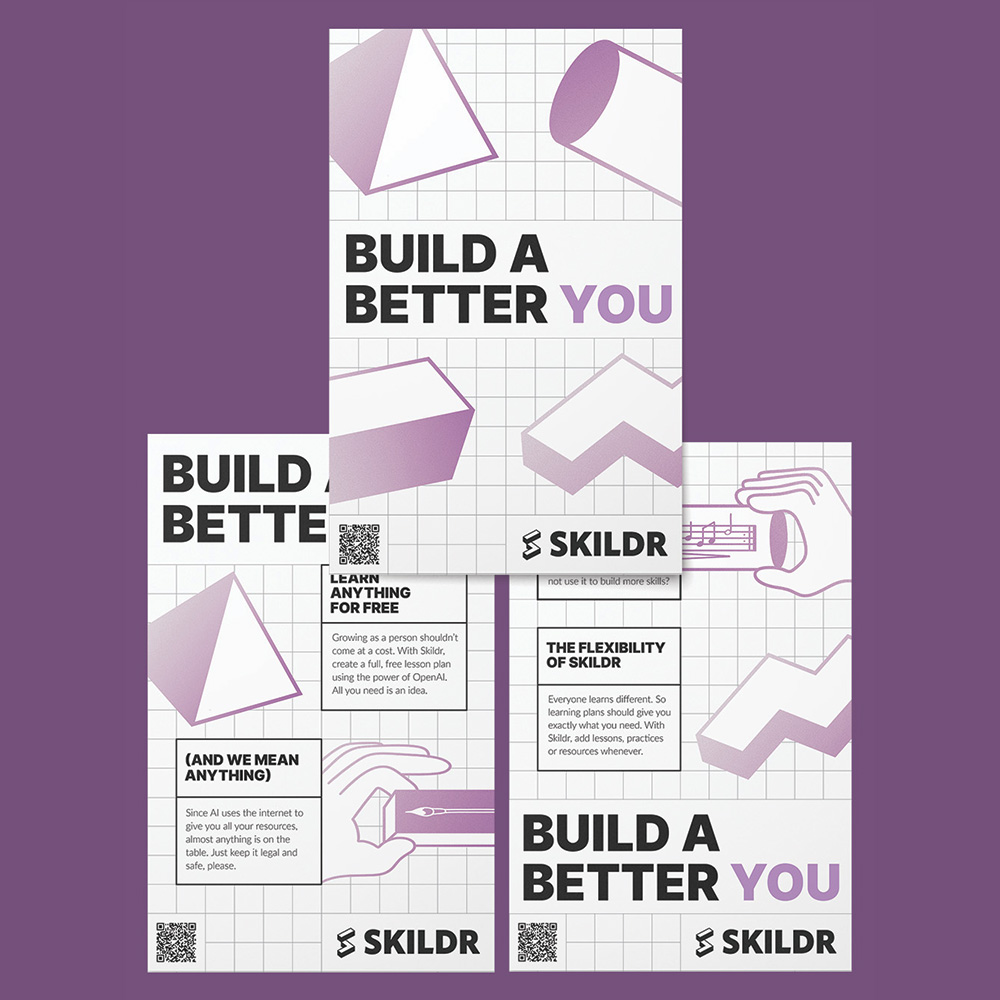 BUILD A
BETTER YOU
SKILDR
BUILD
BETTE
LEARN
ANYTHING
FOR FREE
Growing as a person shouldn't
come at a cost. With Skildr,
create a full, free lesson plan
using the power of OpenAI.
All you need is an idea.
(AND WE MEAN
ANYTHING)
Since AI uses the internet to
give you all your resources,
almost anything is on the
table. Just keep it legal and
safe, please.
SKILDR
not use it to build more skills?
THE FLEXIBILITY
OF SKILDR
Everyone learns different. So
learning plans should give you
exactly what you need. With
Skildr, add lessons, practices
or resources whenever.
BUILD A
BETTER YOU
SKILDR